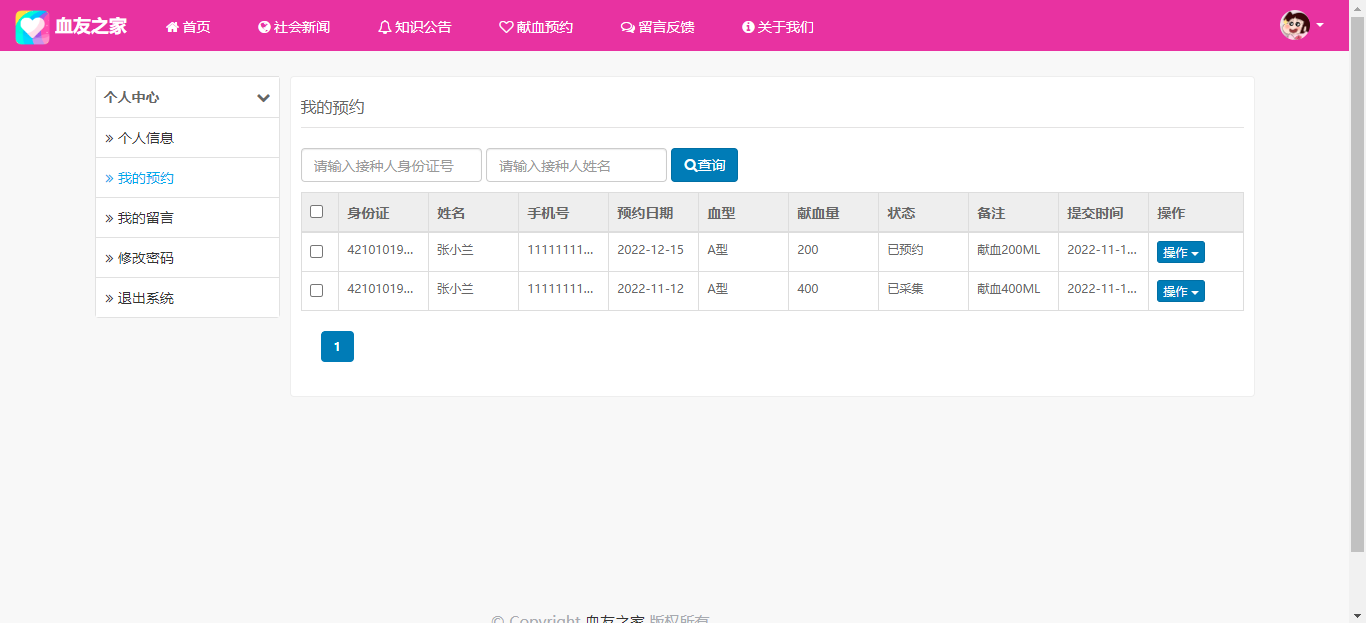 血友之家 首页 社会新闻 知识公告 献血预约 留言反馈 关于我们
个人中心
» 个人信息
» 我的预约
» 我的留言
» 修改密码
» 退出系统
我的预约
请输入接种人身份证号 请输入接种人姓名 查询
身份证 姓名 手机号 预约日期 血型 献血量 状态 备注 提交时间 操作
42101019... 张小兰 11111111... 2022-12-15 A型 200 已预约 献血200ML 2022-11-1... 操作
42101019... 张小兰 11111111... 2022-11-12 A型 400 已采集 献血400ML 2022-11-1... 操作
1
© Copyright 血友之家 版权所有